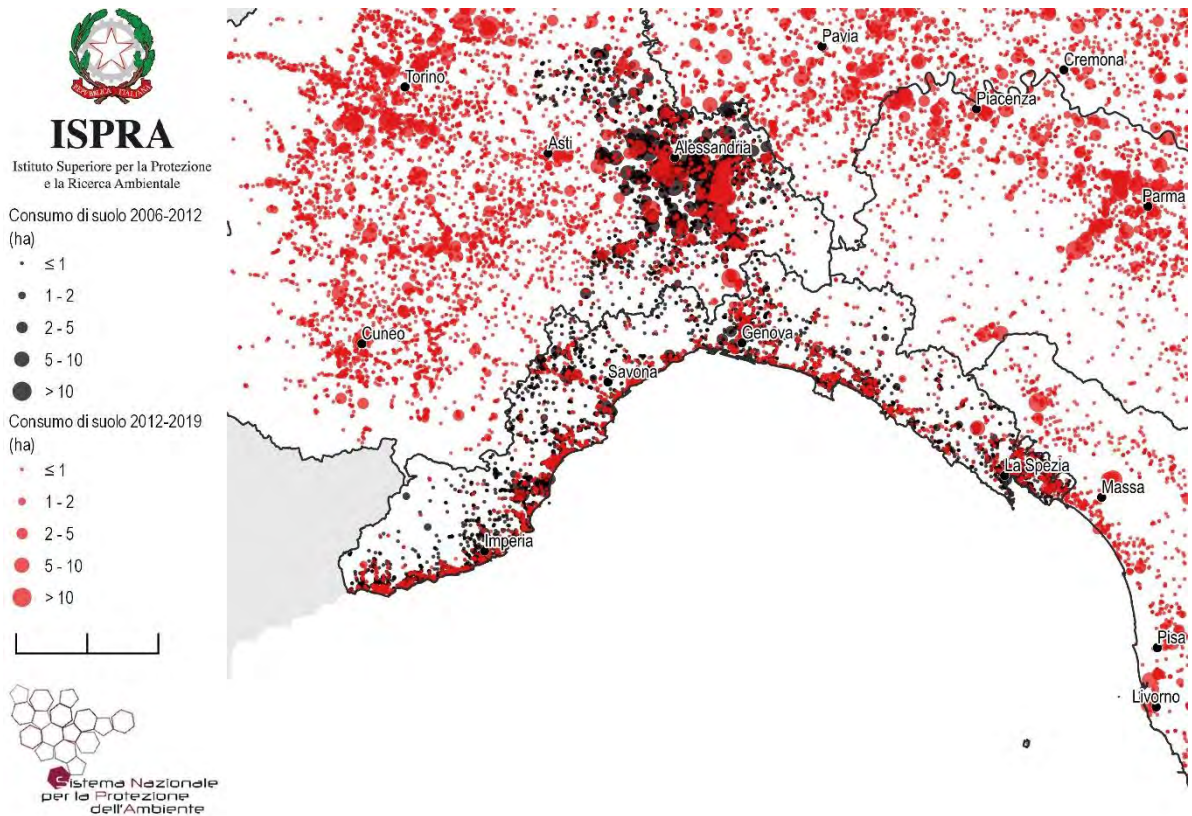 REPVBBLICA ITALIANA
ISPRA
Istituto Superiore per la Protezione
e la Ricerca Ambientale
Consumo di suolo 2006-2012
(ha)
≤ 1
1 - 2
2 - 5
5 - 10
> 10
Consumo di suolo 2012-2019
(ha)
≤ 1
1 - 2
2 - 5
5 - 10
> 10
Sistema Nazionale
per la Protezione
dell'Ambiente
Pavia
Cremona
Torino
Piacenza
Asti
Alessandria
Parma
Cuneo
Genova
Savona
La Spezia
Massa
Imperia
Pisa
Livorno